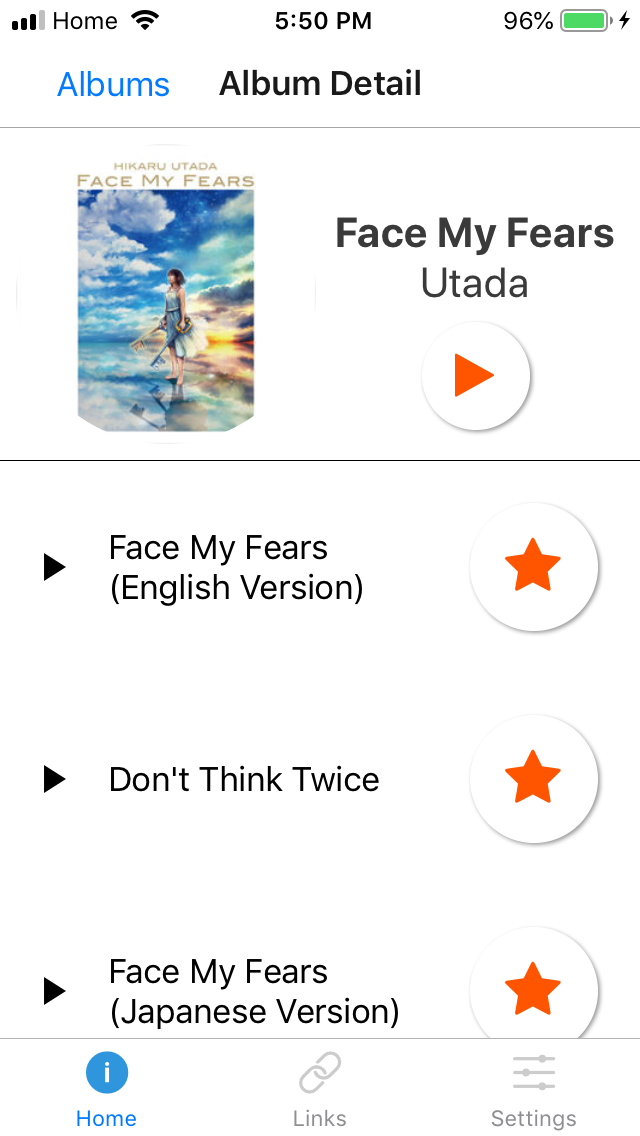 Home 5:50 PM 96%
Albums Album Detail
HIKARU UTADA
FACE MY FEARS
Face My Fears
Utada
Face My Fears
(English Version)
Don't Think Twice
Face My Fears
(Japanese Version)
Home Links Settings